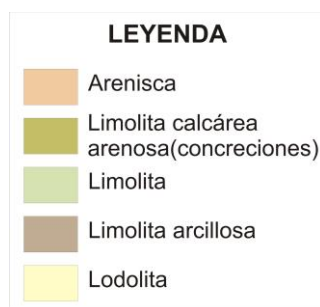 LEYENDA
Arenisca
Limolita calcárea
arenosa(concreciones)
Limolita
Limolita arcillosa
Lodolita